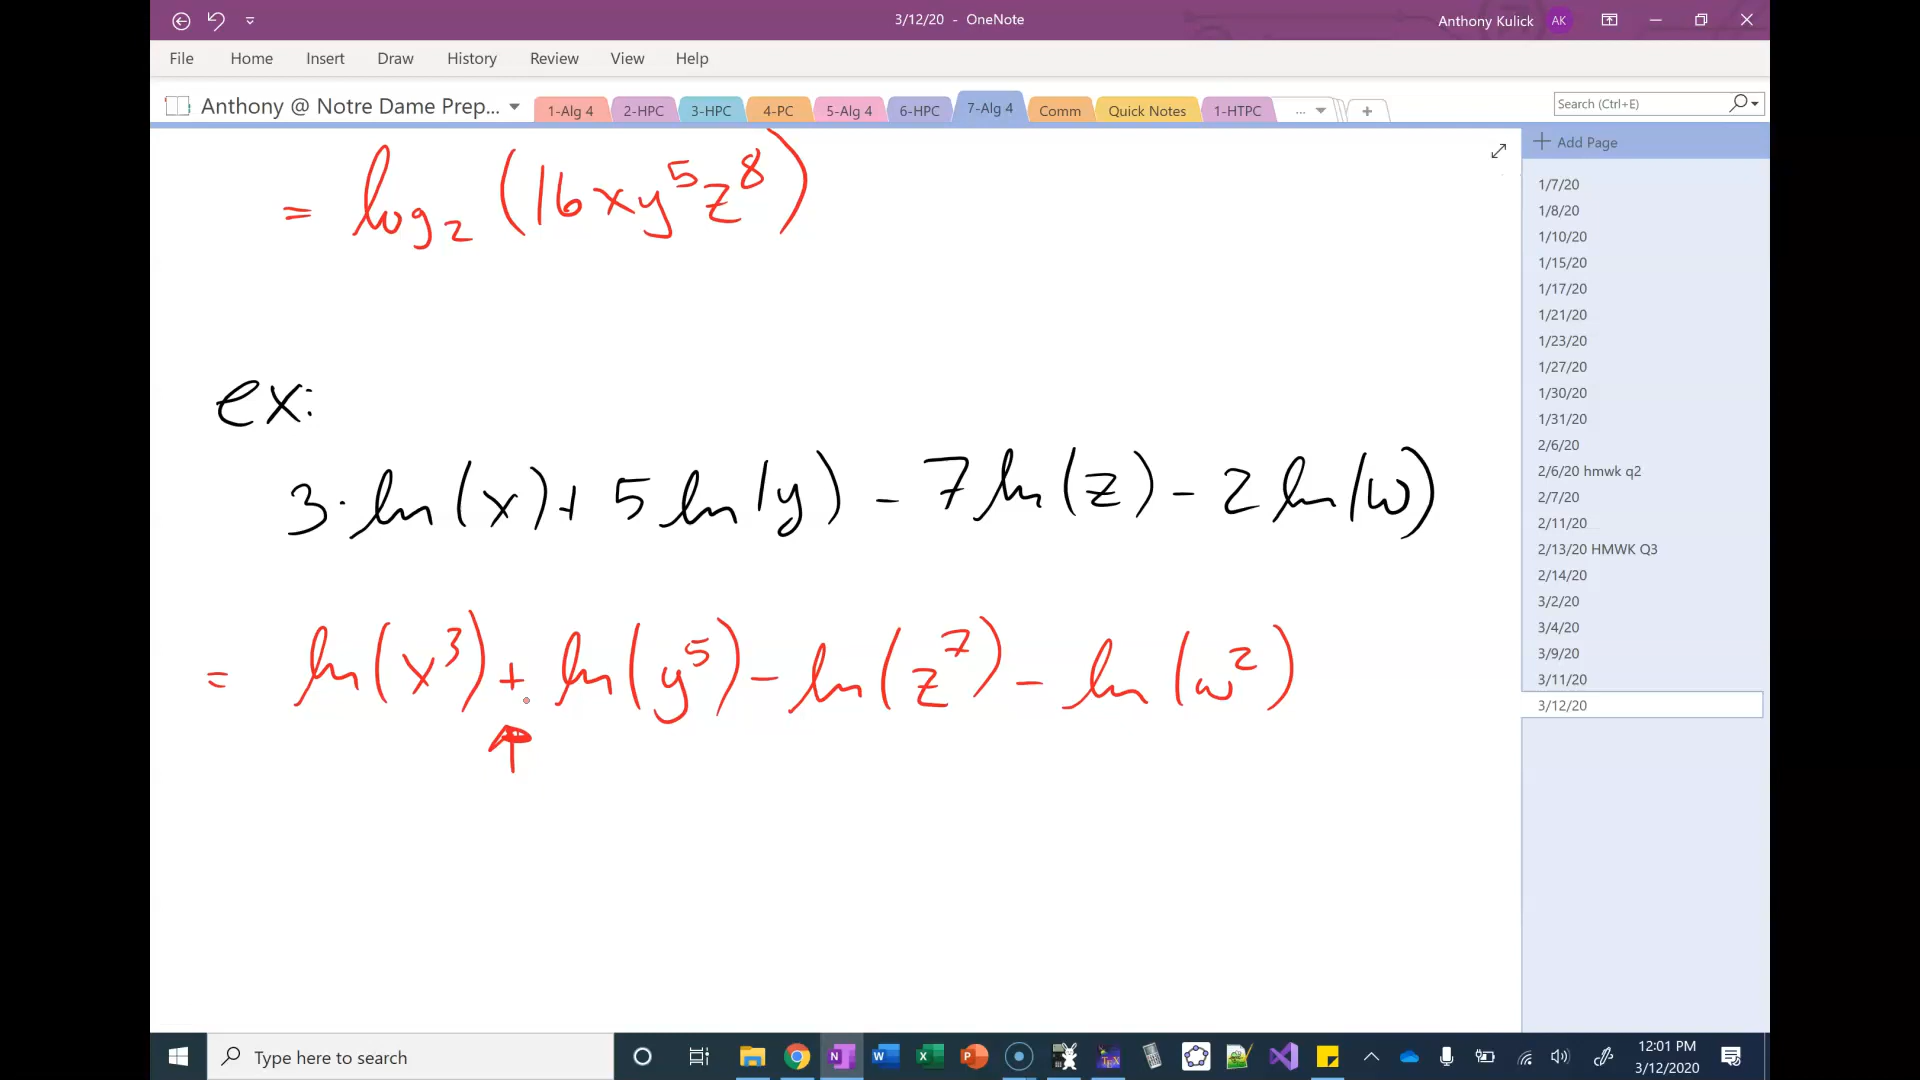 3/12/20 - OneNote
Anthony Kulick AK
File Home Insert Draw History Review View Help
Anthony @ Notre Dame Prep... 1-Alg 4 2-HPC 3-HPC 4-PC 5-Alg 4 6-HPC 7-Alg 4 Comm Quick Notes 1-HTPC ... + Search (Ctrl+E)
+ Add Page
1/7/20
1/8/20
1/10/20
1/15/20
1/17/20
1/21/20
1/23/20
1/27/20
1/30/20
1/31/20
2/6/20
2/6/20 hmwk q2
2/7/20
2/11/20
2/13/20 HMWK Q3
2/14/20
3/2/20
3/4/20
3/9/20
3/11/20
3/12/20
= log₂ (16xy⁵z⁸)
ex:
3·ln(x)+ 5ln(y) - 7ln(z) - 2ln(w)
= ln(x³) + ln(y⁵) - ln(z⁷) - ln(w²)
↑
Type here to search
12:01 PM
3/12/2020